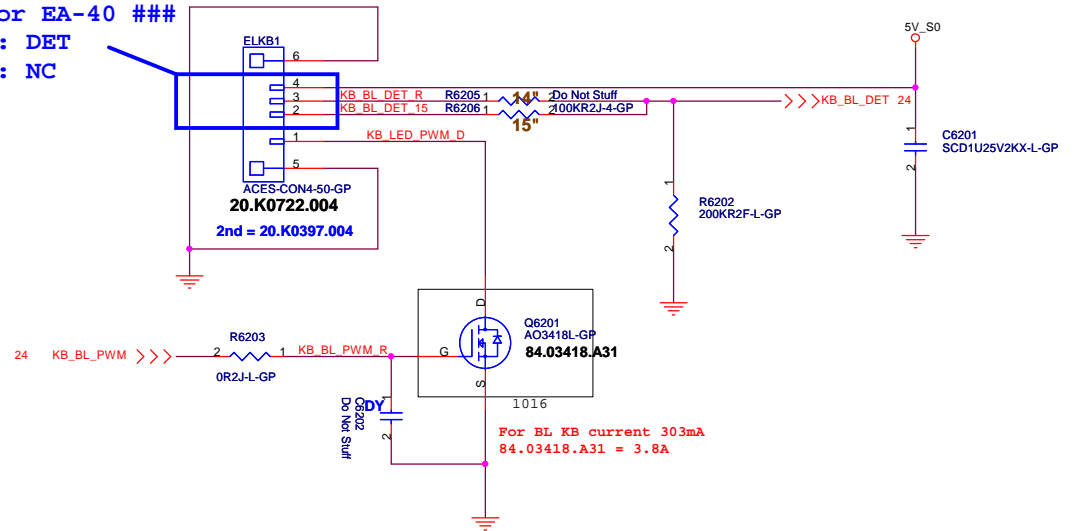 or EA-40 ###
: DET
: NC
5V_S0
ELKB1
6
4
3
2
1
5
KB_BL_DET_R R6205 1 14" 2 Do Not Stuff
KB_BL_DET_15 R6206 1 2 100KR2J-4-GP
15"
KB_BL_DET 24
KB_LED_PWM_D
1
C6201
SCD1U25V2KX-L-GP
2
ACES-CON4-50-GP
20.K0722.004
2nd = 20.K0397.004
1
R6202
200KR2F-L-GP
2
D
Q6201
AO3418L-GP
84.03418.A31
G
S
1016
24 KB_BL_PWM
2 R6203 1
0R2J-L-GP
KB_BL_PWM_R
1
DY
2
C6202
Do Not Stuff
For BL KB current 303mA
84.03418.A31 = 3.8A